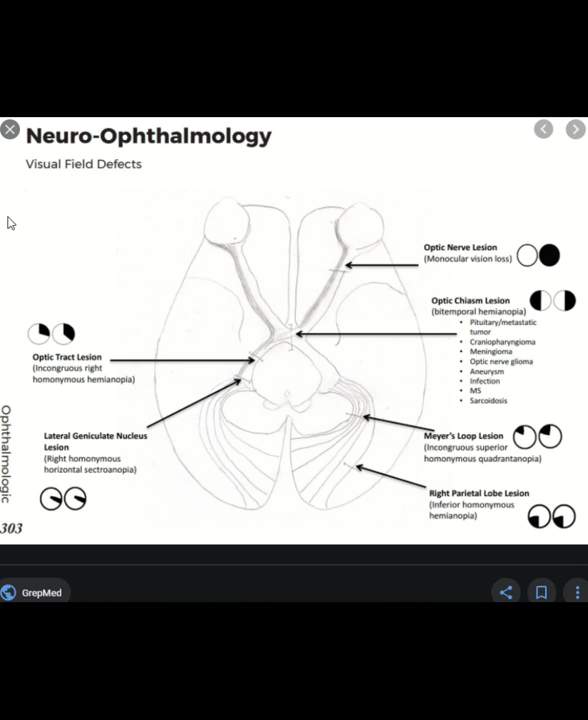 Neuro-Ophthalmology
Visual Field Defects
Optic Nerve Lesion
(Monocular vision loss)
Optic Chiasm Lesion
(bitemporal hemianopia)
• Pituitary/metastatic
tumor
• Craniopharyngioma
• Meningioma
• Optic nerve glioma
• Aneurysm
• Infection
• MS
• Sarcoidosis
Optic Tract Lesion
(Incongruous right
homonymous hemianopia)
Lateral Geniculate Nucleus
Lesion
(Right homonymous
horizontal sectroanopia)
Meyer's Loop Lesion
(Incongruous superior
homonymous quadrantanopia)
Right Parietal Lobe Lesion
(Inferior homonymous
hemianopia)
Ophthalmologic
303
GrepMed